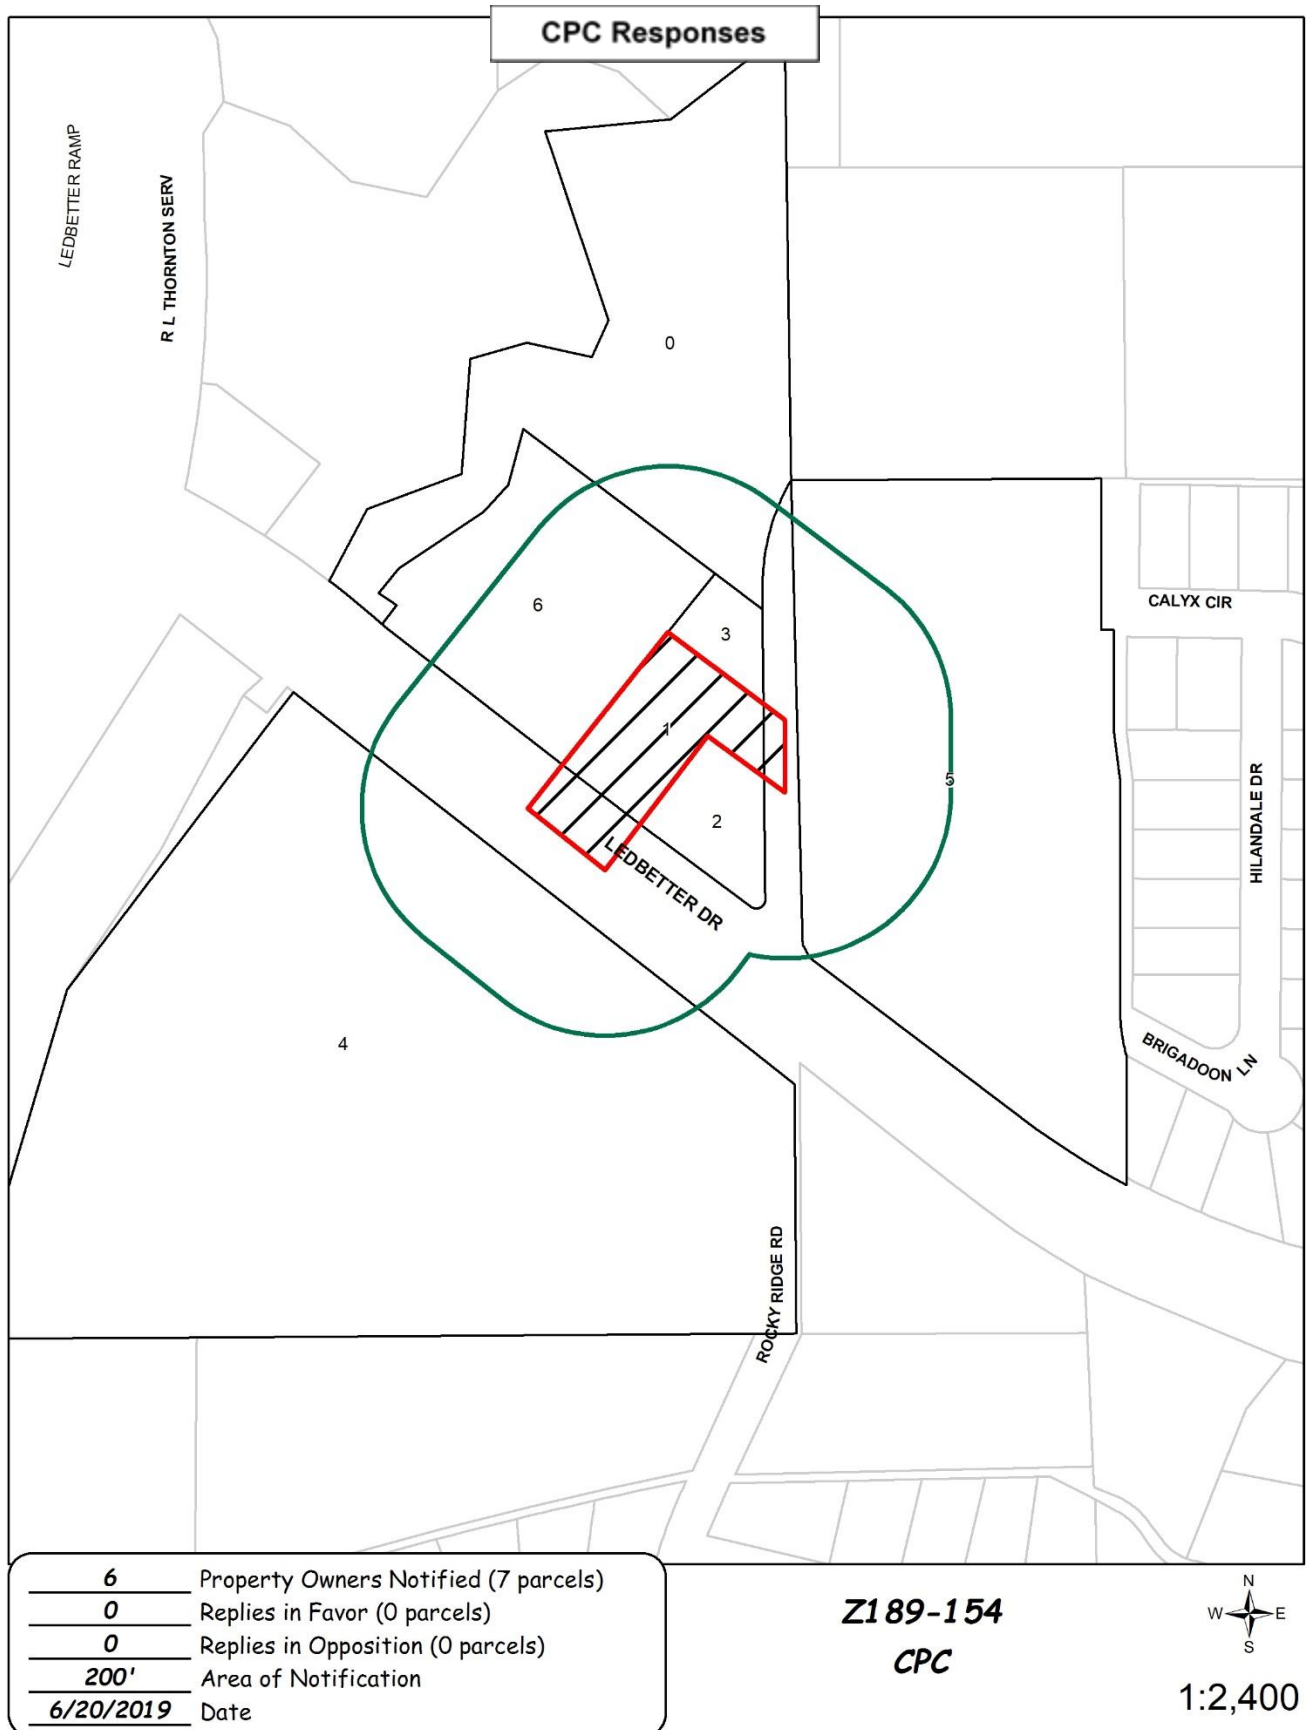 CPC Responses
LEDBETTER RAMP
R L THORNTON SERV
0
6
3
CALYX CIR
1
5
2
HILANDALE DR
LEDBETTER DR
4
BRIGADOON LN
ROCKY RIDGE RD
6 Property Owners Notified (7 parcels)
0 Replies in Favor (0 parcels)
0 Replies in Opposition (0 parcels)
200' Area of Notification
6/20/2019 Date
Z189-154
CPC
N
W E
S
1:2,400